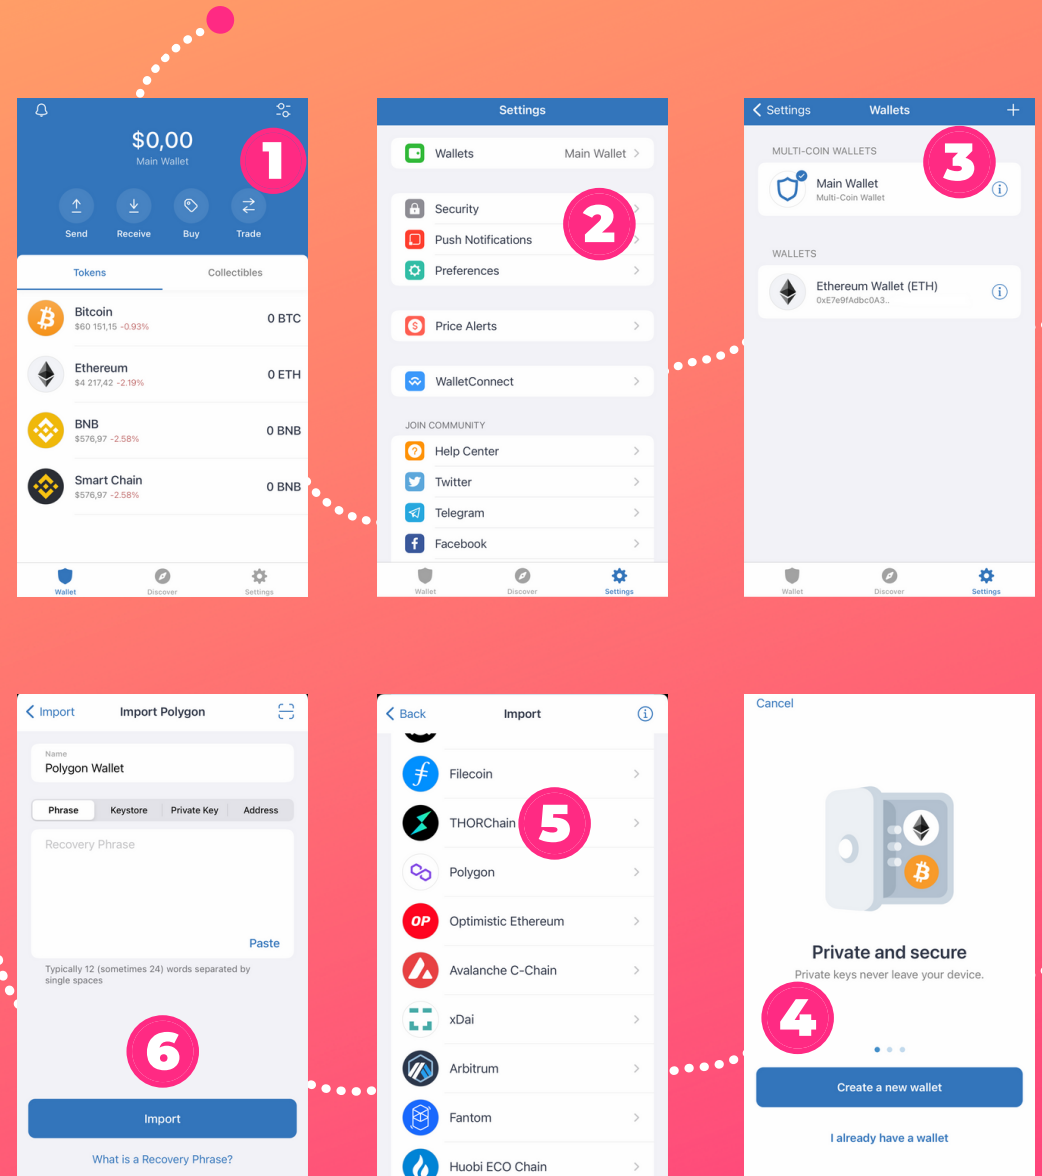 $0,00
Main Wallet
1
Send Receive Buy Trade
Tokens Collectibles
Bitcoin
$60 151,15 -0.93%
0 BTC
Ethereum
$4 217,42 -2.19%
0 ETH
BNB
$576,97 -2.58%
0 BNB
Smart Chain
$576,97 -2.58%
0 BNB
Wallet Discover Settings
Settings
Wallets Main Wallet
2
Security
Push Notifications
Preferences
Price Alerts
WalletConnect
JOIN COMMUNITY
Help Center
Twitter
Telegram
Facebook
Wallet Discover Settings
Settings Wallets
MULTI-COIN WALLETS
3
Main Wallet
Multi-Coin Wallet
WALLETS
Ethereum Wallet (ETH)
0xE7e9fAdbc0A3..
Wallet Discover Settings
Cancel
Private and secure
Private keys never leave your device.
4
Create a new wallet
I already have a wallet
Back Import
Filecoin
5
THORChain
Polygon
OP
Optimistic Ethereum
Avalanche C-Chain
xDai
Arbitrum
Fantom
Huobi ECO Chain
Import Import Polygon
Name
Polygon Wallet
Phrase Keystore Private Key Address
Recovery Phrase
Paste
Typically 12 (sometimes 24) words separated by
single spaces
6
Import
What is a Recovery Phrase?